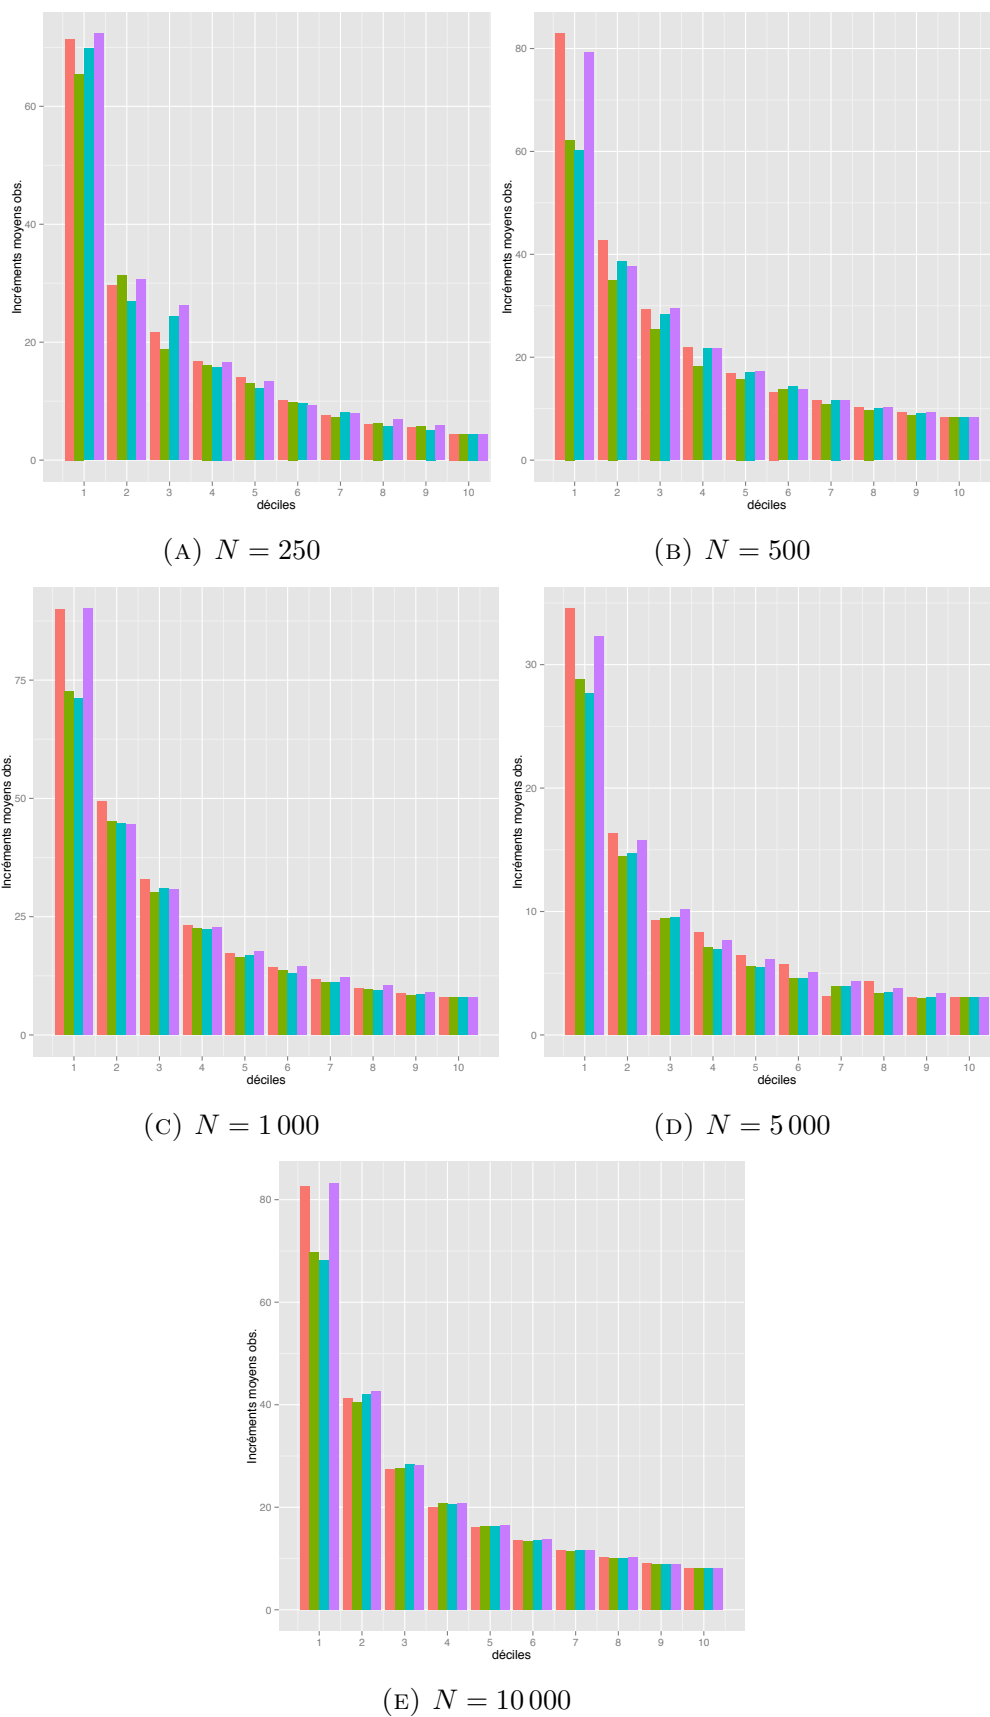 Incréments moyens obs.
60
40
20
0
1 2 3 4 5 6 7 8 9 10
déciles
(A) N = 250
Incréments moyens obs.
80
60
40
20
0
1 2 3 4 5 6 7 8 9 10
déciles
(B) N = 500
Incréments moyens obs.
75
50
25
0
1 2 3 4 5 6 7 8 9 10
déciles
(C) N = 1 000
Incréments moyens obs.
30
20
10
0
1 2 3 4 5 6 7 8 9 10
déciles
(D) N = 5 000
Incréments moyens obs.
80
60
40
20
0
1 2 3 4 5 6 7 8 9 10
déciles
(E) N = 10 000